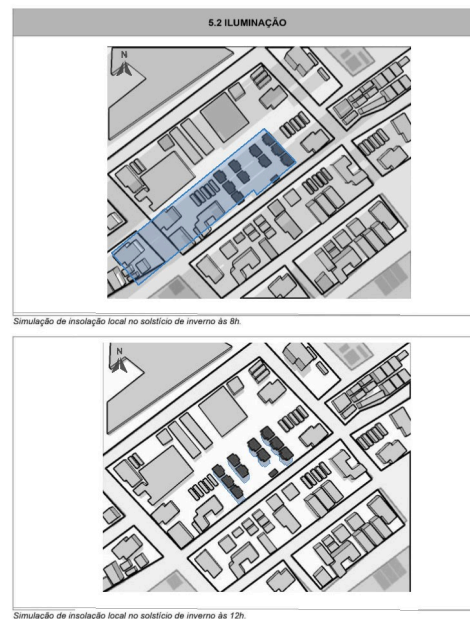 5.2 ILUMINAÇÃO
N
Simulação de insolação local no solstício de inverno às 8h.
N
Simulação de insolação local no solstício de inverno às 12h.